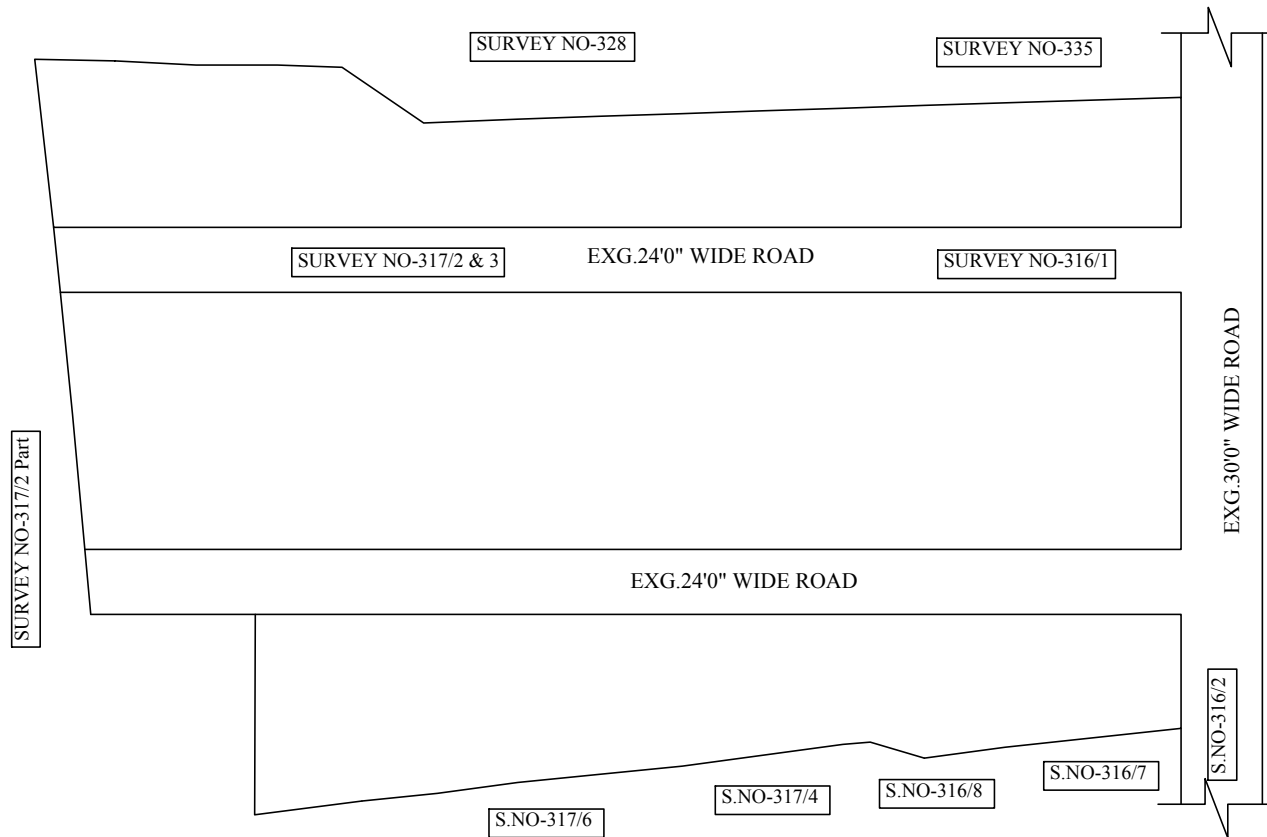 SURVEY NO-328
SURVEY NO-335
SURVEY NO-317/2 & 3
EXG.24'0" WIDE ROAD
SURVEY NO-316/1
EXG.30'0" WIDE ROAD
SURVEY NO-317/2 Part
EXG.24'0" WIDE ROAD
S.NO-316/2
S.NO-316/7
S.NO-316/8
S.NO-317/4
S.NO-317/6